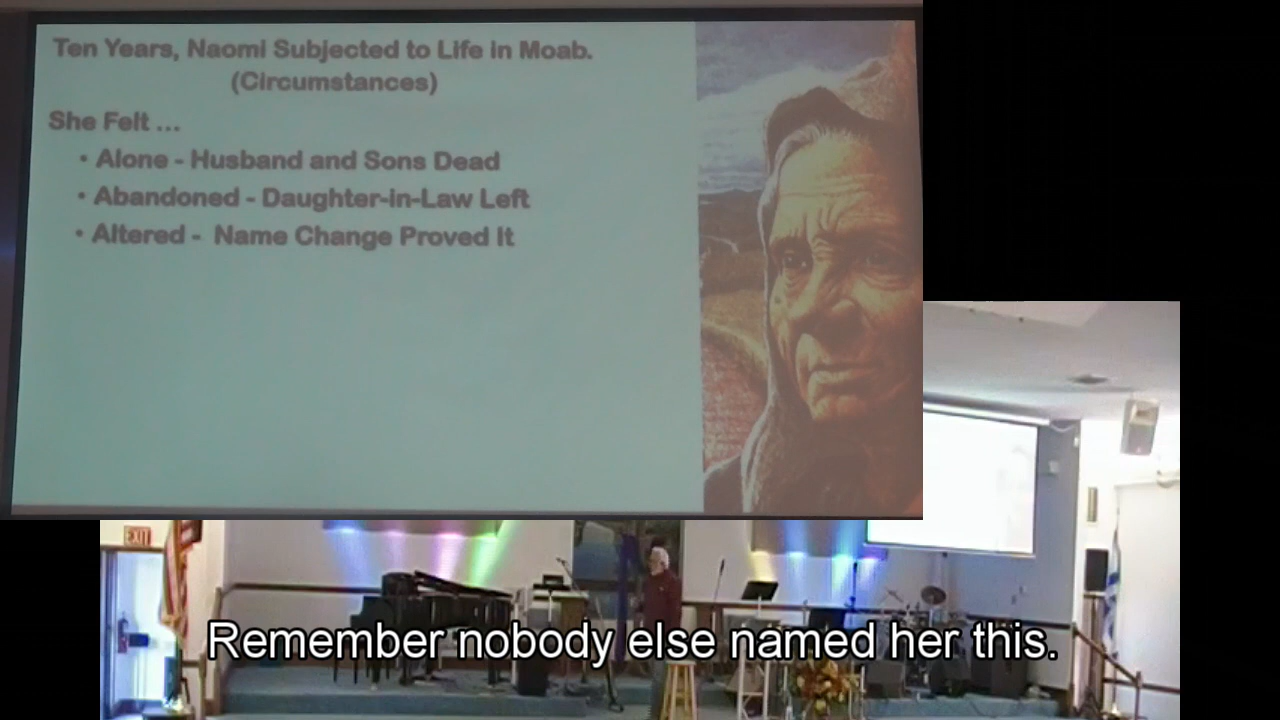 Ten Years, Naomi Subjected to Life in Moab.
(Circumstances)
She Felt ...
• Alone - Husband and Sons Dead
• Abandoned - Daughter-in-Law Left
• Altered - Name Change Proved It
EXIT
Remember nobody else named her this.